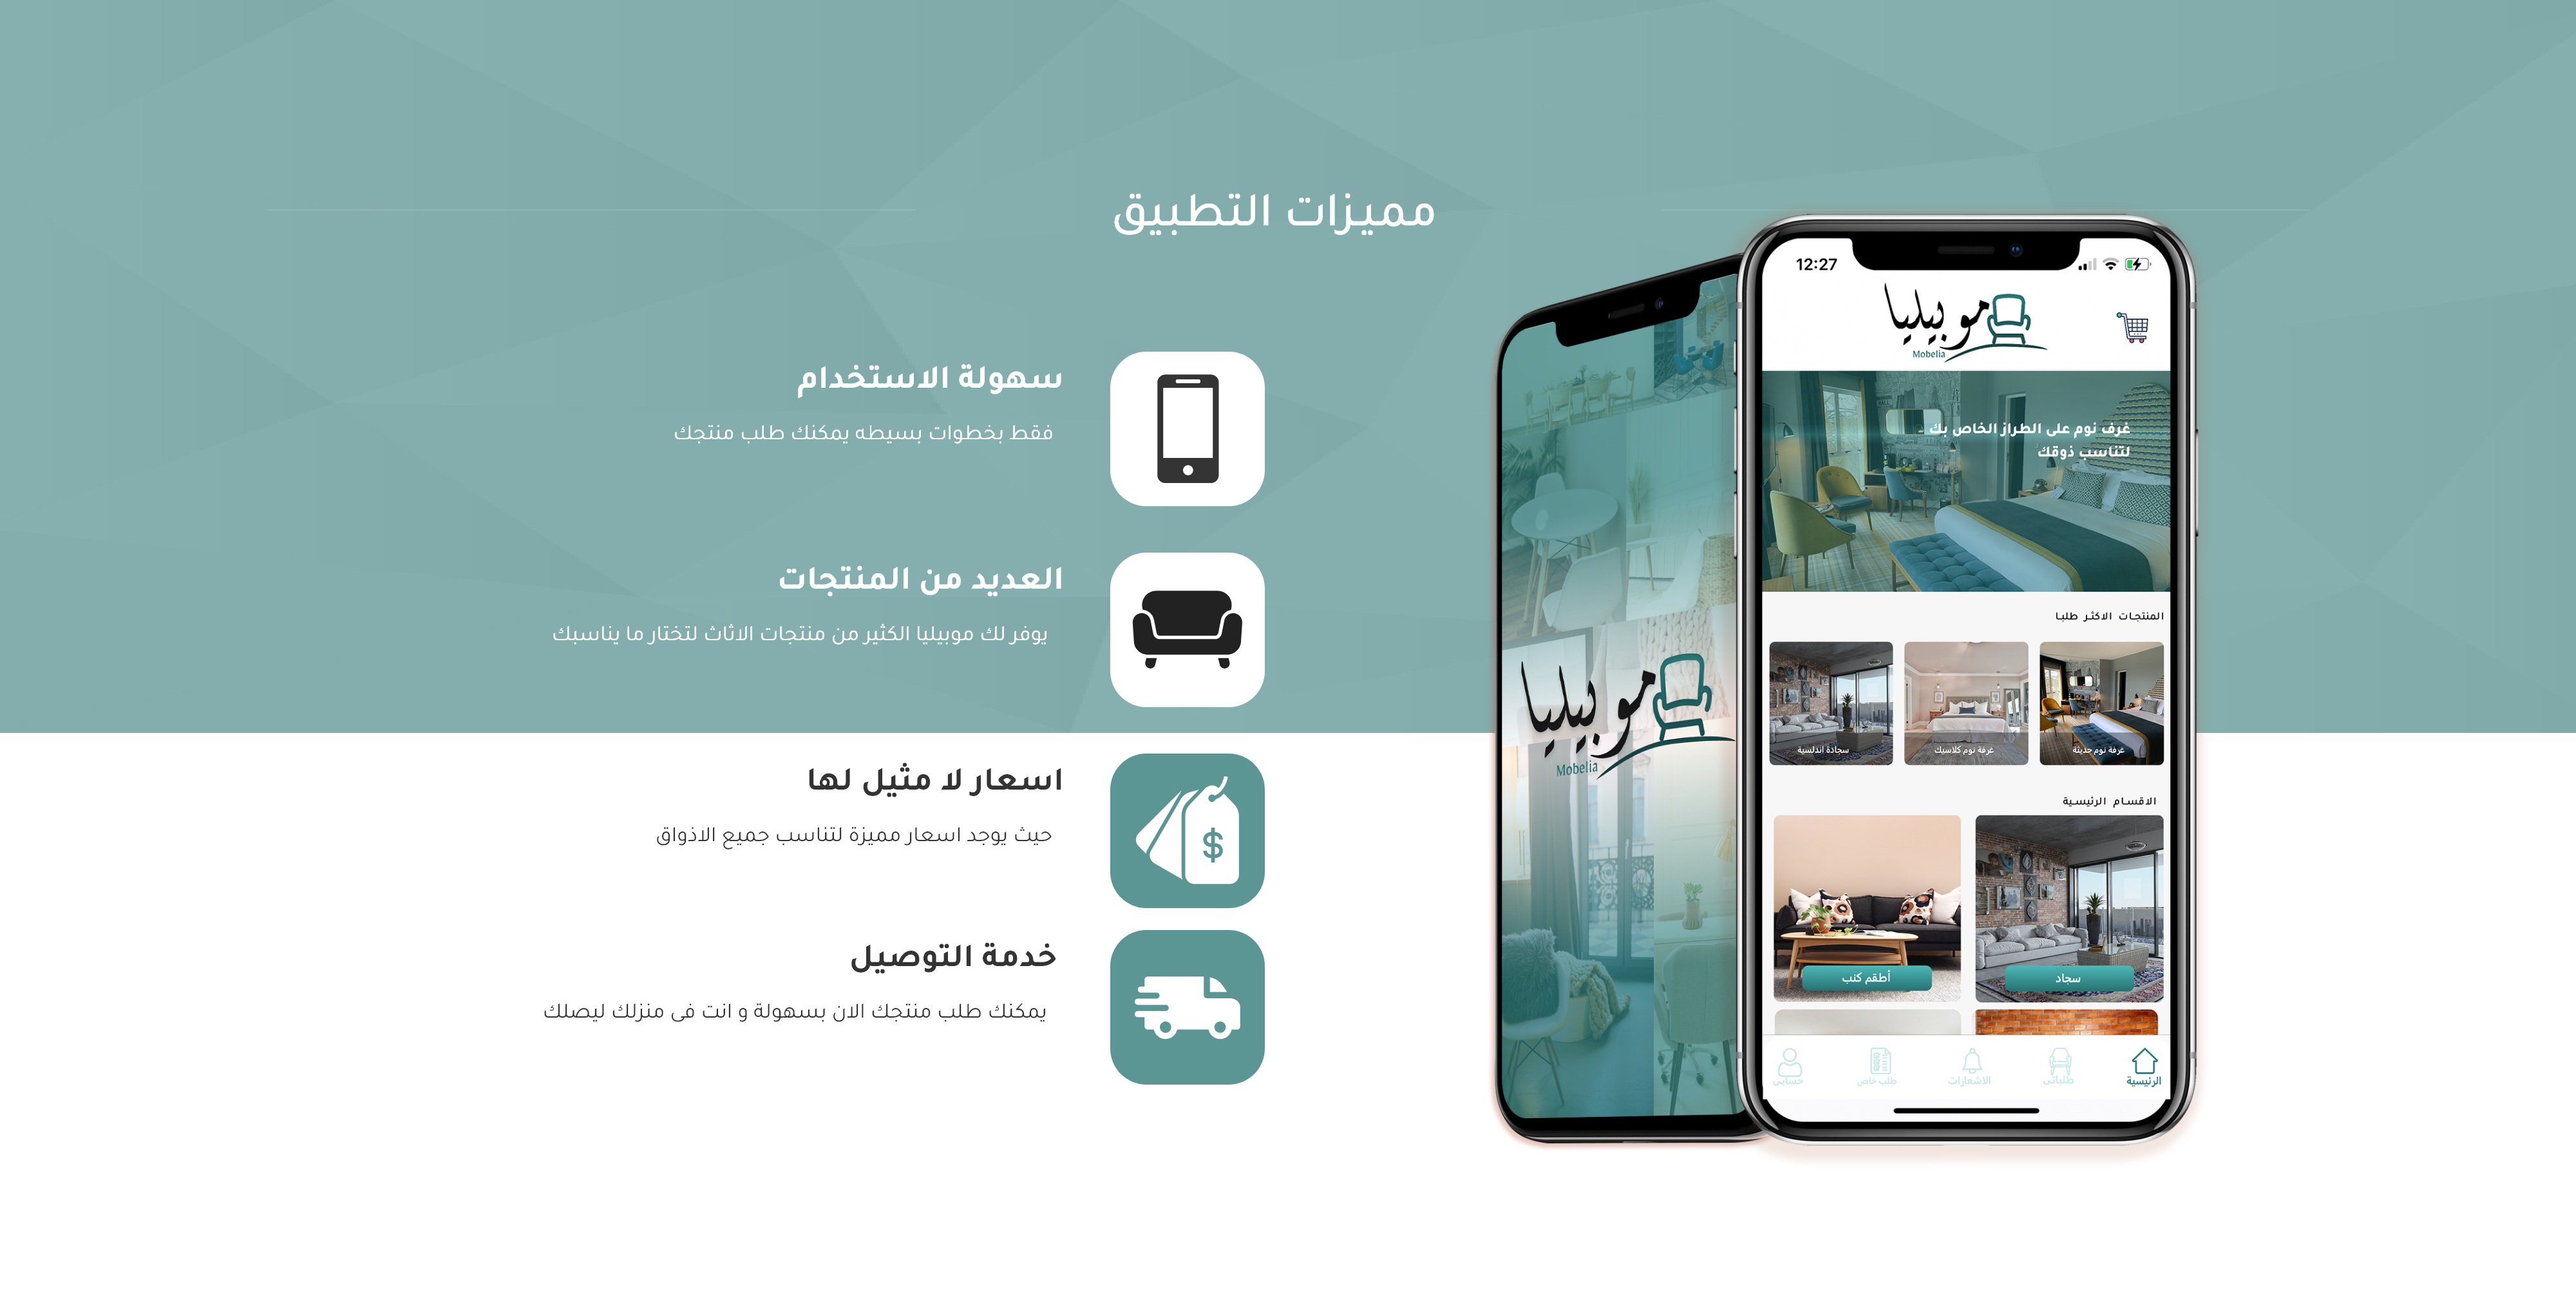 مميزات التطبيق
سهولة الاستخدام
فقط بخطوات بسيطه يمكنك طلب منتجك
العديد من المنتجات
يوفر لك موبيليا الكثير من منتجات الاثاث لتختار ما يناسبك
اسعار لا مثيل لها
$
حيث يوجد اسعار مميزة لتناسب جميع الاذواق
خدمة التوصيل
يمكنك طلب منتجك الان بسهولة و انت فى منزلك ليصلك
12:27
موبيليا
Mobelia
غرف نوم على الطراز الخاص بك -
لتناسب ذوقك
المنتجات الاكثر طلبا
غرفة نوم حديثة
غرفة نوم كلاسيك
سجادة اندلسية
الاقسام الرئيسية
سجاد
أطقم كنب
الرئيسية
طلباتى
الاشعارات
طلب خاص
حسابى
موبيليا
Mobelia